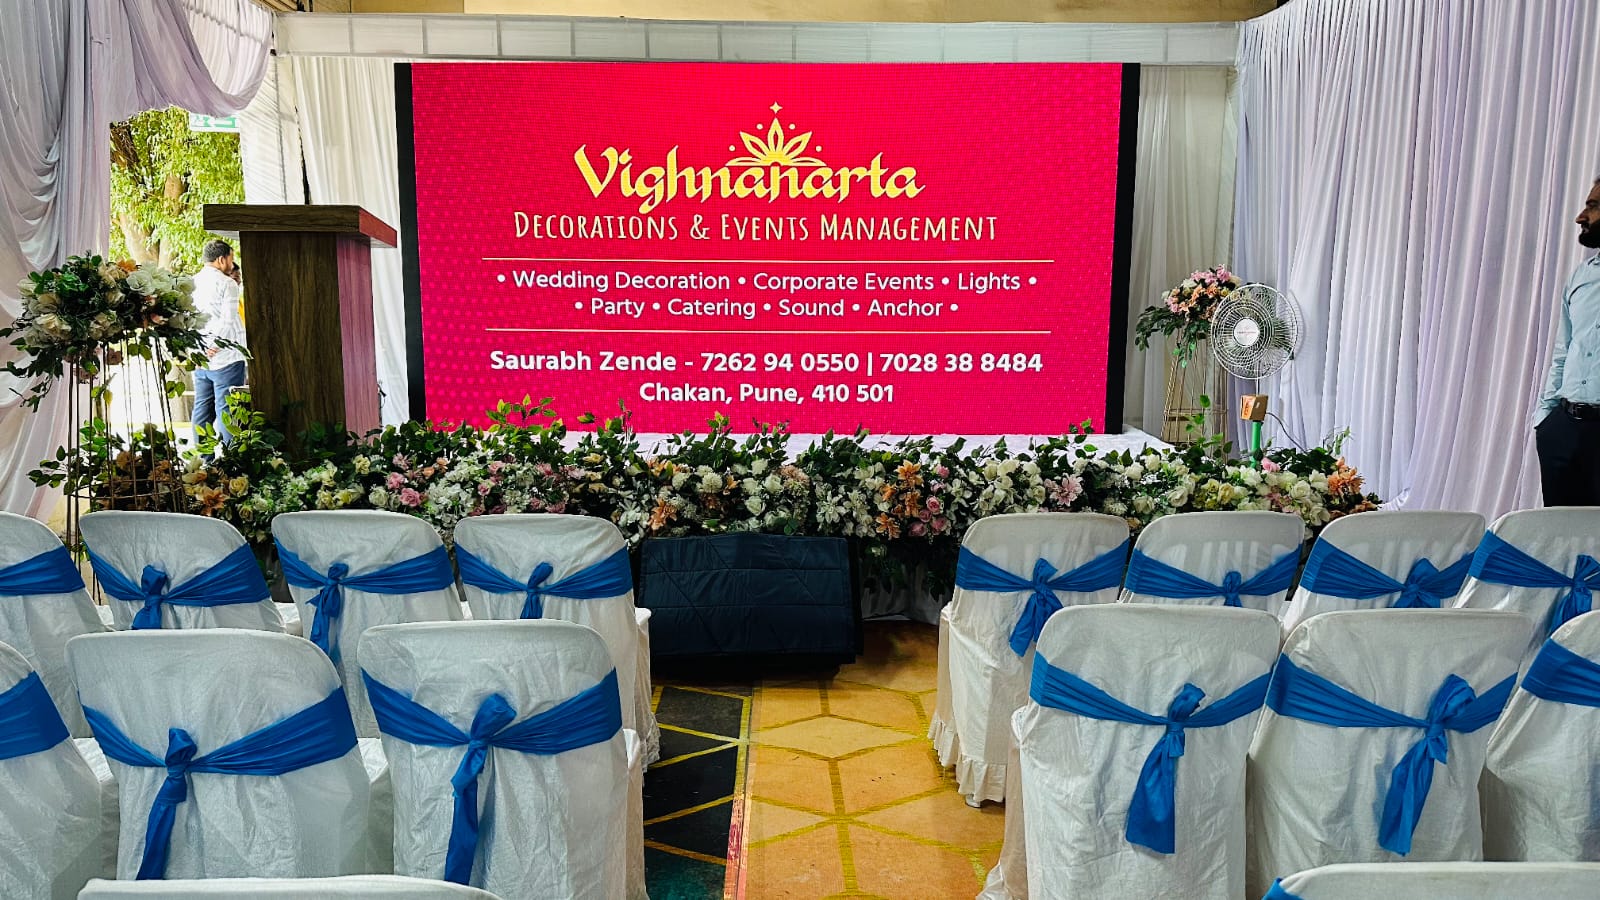 Vighnaharta
DECORATIONS & EVENTS MANAGEMENT
• Wedding Decoration • Corporate Events • Lights •
• Party • Catering • Sound • Anchor •
Saurabh Zende - 7262 94 0550 | 7028 38 8484
Chakan, Pune, 410 501